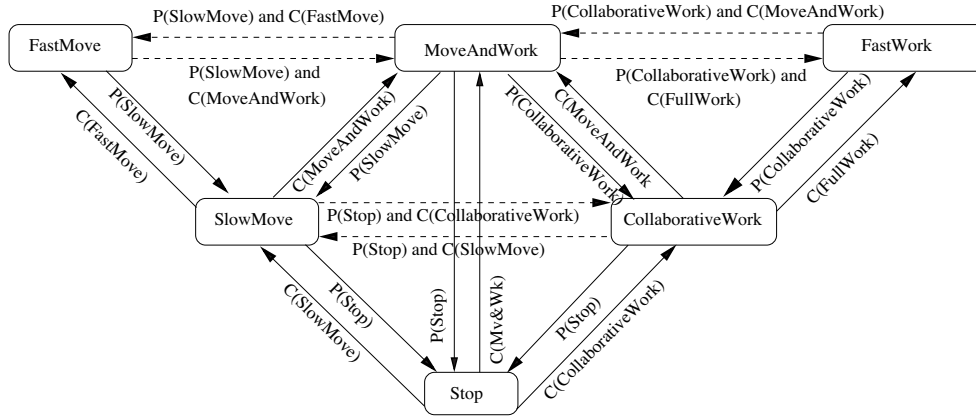 P(SlowMove) and C(FastMove)
P(CollaborativeWork) and C(MoveAndWork)
FastMove
MoveAndWork
FastWork
P(SlowMove) and
C(MoveAndWork)
P(CollaborativeWork) and
C(FullWork)
P(SlowMove)
C(FastMove)
C(MoveAndWork)
P(SlowMove)
P(CollaborativeWork)
C(MoveAndWork
P(CollaborativeWork)
C(FullWork)
SlowMove
P(Stop) and C(CollaborativeWork)
CollaborativeWork
P(Stop) and C(SlowMove)
P(Stop)
C(SlowMove)
P(Stop)
C(Mv&Wk)
P(Stop)
C(CollaborativeWork)
Stop